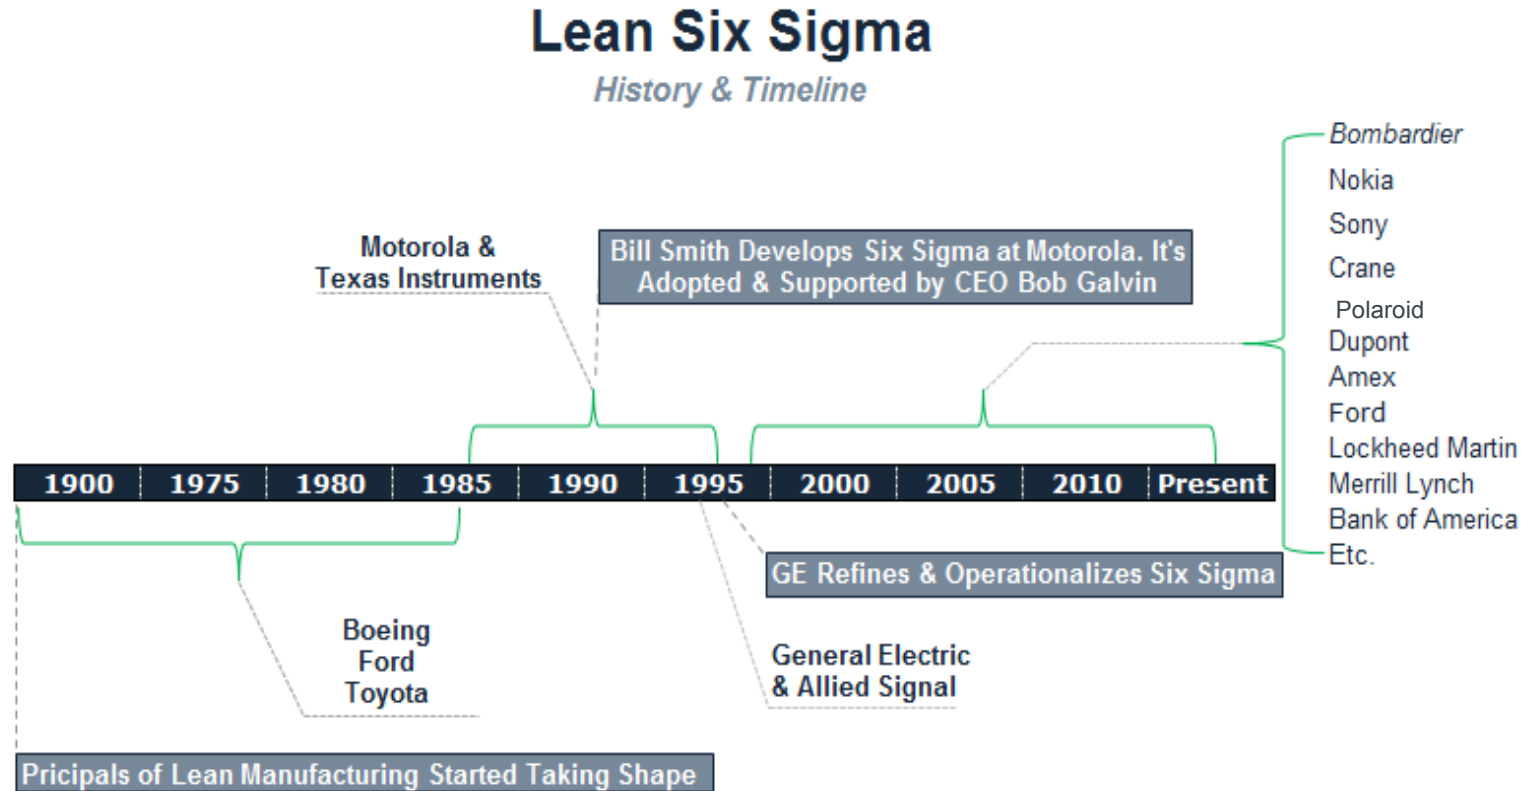 Lean Six Sigma
History & Timeline
Bombardier
Nokia
Sony
Crane
Polaroid
Dupont
Amex
Ford
Lockheed Martin
Merrill Lynch
Bank of America
Etc.
Motorola &
Texas Instruments
Bill Smith Develops Six Sigma at Motorola. It's
Adopted & Supported by CEO Bob Galvin
1900 1975 1980 1985 1990 1995 2000 2005 2010 Present
GE Refines & Operationalizes Six Sigma
Boeing
Ford
Toyota
General Electric
& Allied Signal
Pricipals of Lean Manufacturing Started Taking Shape